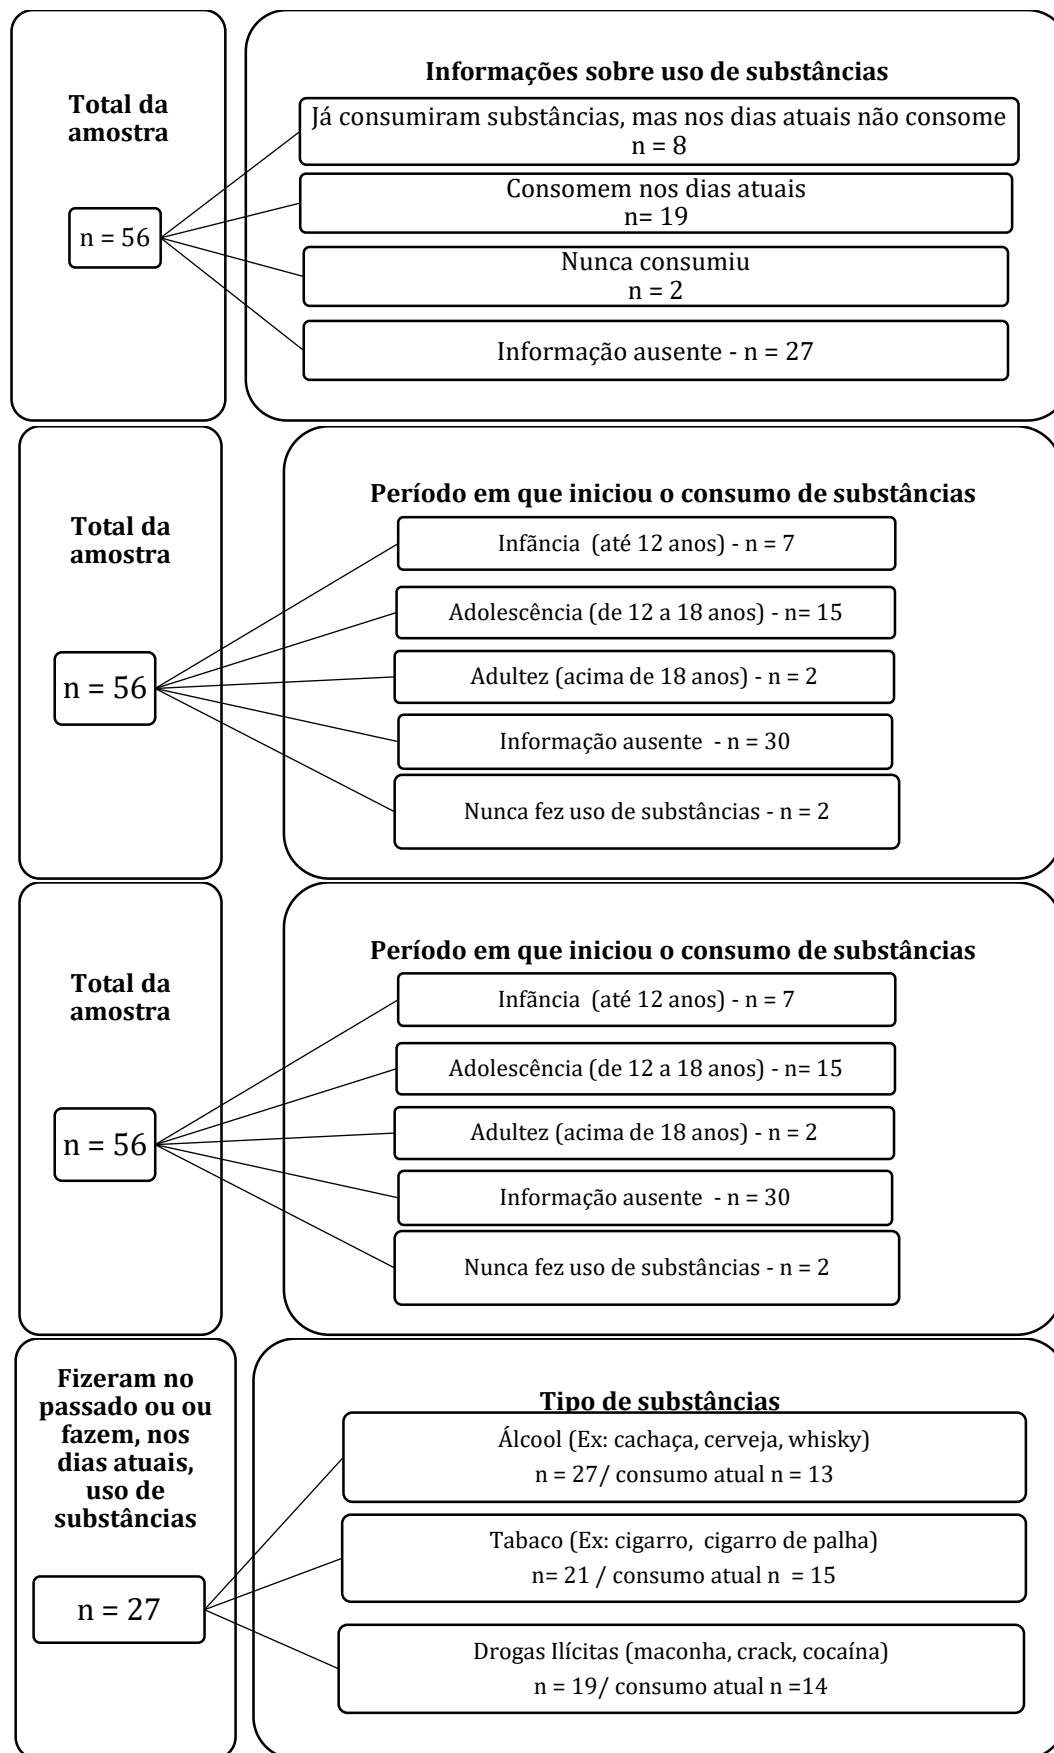 Total da
amostra
n = 56
Informações sobre uso de substâncias
Já consumiram substâncias, mas nos dias atuais não consome
n = 8
Consomem nos dias atuais
n= 19
Nunca consumiu
n = 2
Informação ausente - n = 27
Total da
amostra
n = 56
Período em que iniciou o consumo de substâncias
Infãncia (até 12 anos) - n = 7
Adolescência (de 12 a 18 anos) - n= 15
Adultez (acima de 18 anos) - n = 2
Informação ausente - n = 30
Nunca fez uso de substâncias - n = 2
Total da
amostra
n = 56
Período em que iniciou o consumo de substâncias
Infãncia (até 12 anos) - n = 7
Adolescência (de 12 a 18 anos) - n= 15
Adultez (acima de 18 anos) - n = 2
Informação ausente - n = 30
Nunca fez uso de substâncias - n = 2
Fizeram no
passado ou ou
fazem, nos
dias atuais,
uso de
substâncias
n = 27
Tipo de substâncias
Álcool (Ex: cachaça, cerveja, whisky)
n = 27/ consumo atual n = 13
Tabaco (Ex: cigarro, cigarro de palha)
n= 21 / consumo atual n = 15
Drogas Ilícitas (maconha, crack, cocaína)
n = 19/ consumo atual n =14